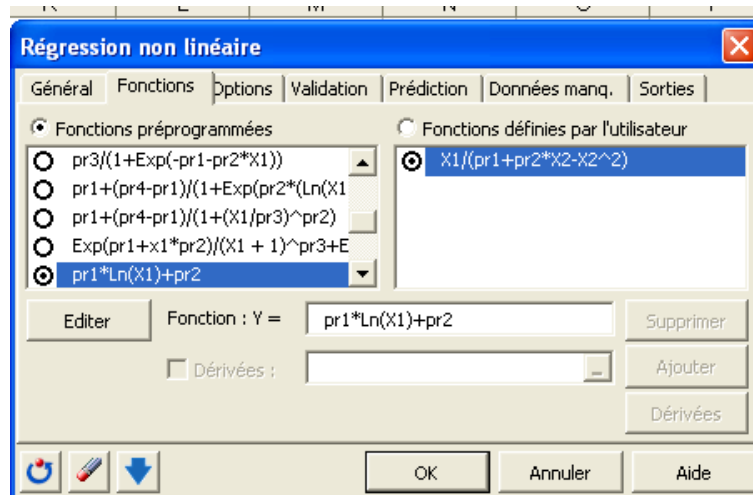 K L M N O P
Régression non linéaire
Général Fonctions Options Validation Prédiction Données manq. Sorties
Fonctions préprogrammées Fonctions définies par l'utilisateur
pr3/(1+Exp(-pr1-pr2*X1)) X1/(pr1+pr2*X2-X2^2)
pr1+(pr4-pr1)/(1+Exp(pr2*(Ln(X1
pr1+(pr4-pr1)/(1+(X1/pr3)^pr2)
Exp(pr1+x1*pr2)/(X1 + 1)^pr3+E
pr1*Ln(X1)+pr2
Editer Fonction : Y = pr1*Ln(X1)+pr2 Supprimer
Dérivées : ... Ajouter
Dérivées
OK Annuler Aide